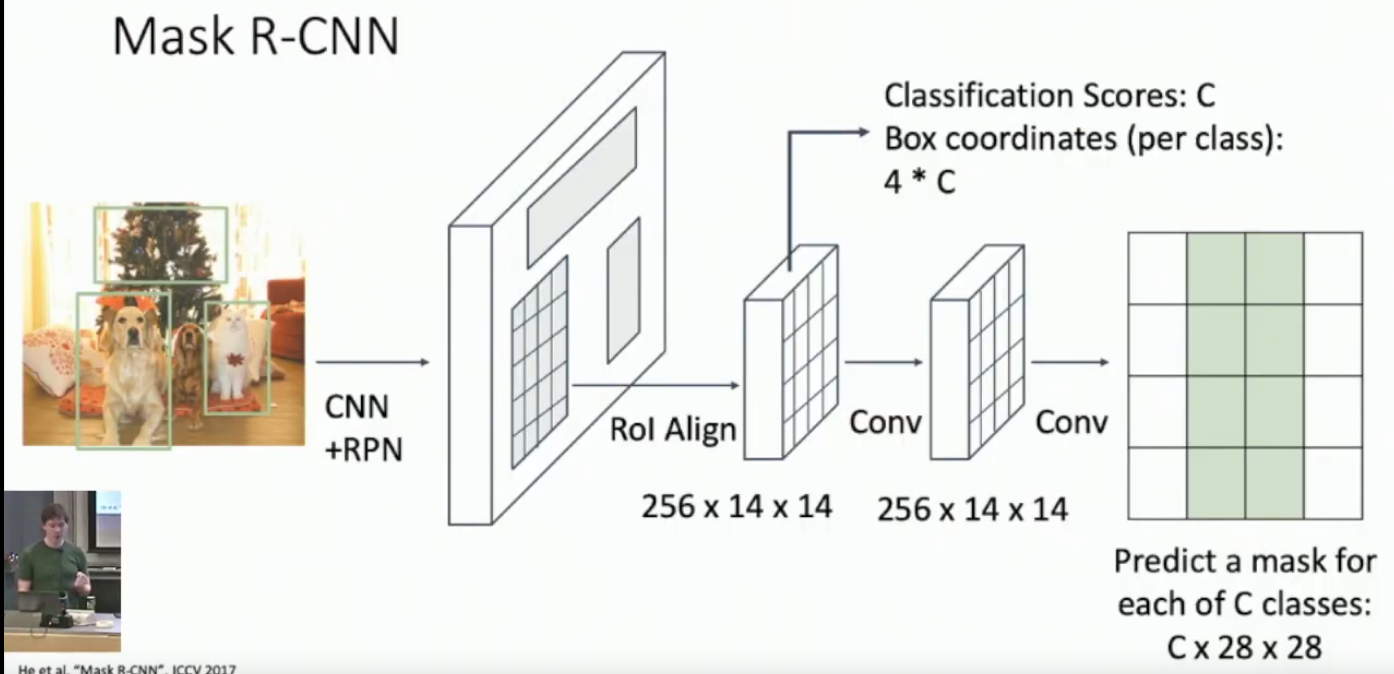 Mask R-CNN
Classification Scores: C
Box coordinates (per class):
4 * C
CNN
+RPN
RoI Align
Conv
Conv
256 x 14 x 14
256 x 14 x 14
Predict a mask for
each of C classes:
C x 28 x 28
He et al, "Mask R-CNN", ICCV 2017